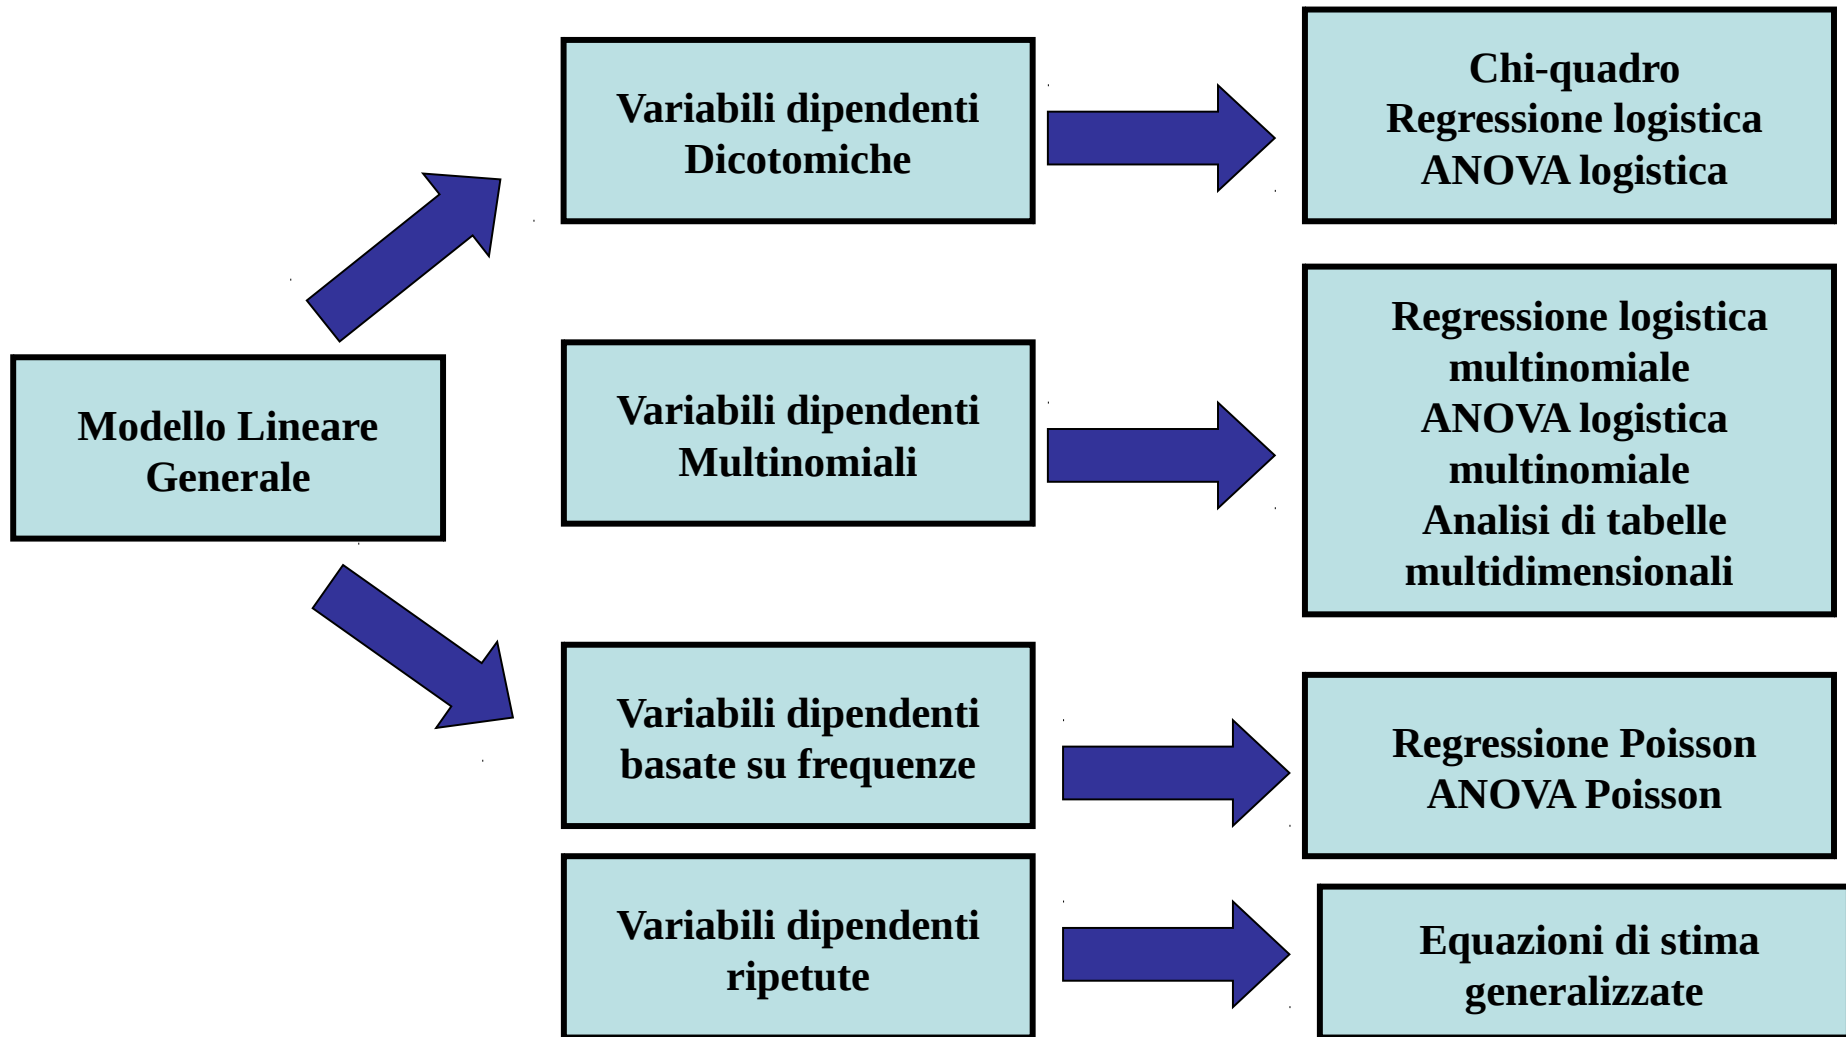 Modello Lineare
Generale
Variabili dipendenti
Dicotomiche
Chi-quadro
Regressione logistica
ANOVA logistica
Variabili dipendenti
Multinomiali
Regressione logistica
multinomiale
ANOVA logistica
multinomiale
Analisi di tabelle
multidimensionali
Variabili dipendenti
basate su frequenze
Regressione Poisson
ANOVA Poisson
Variabili dipendenti
ripetute
Equazioni di stima
generalizzate